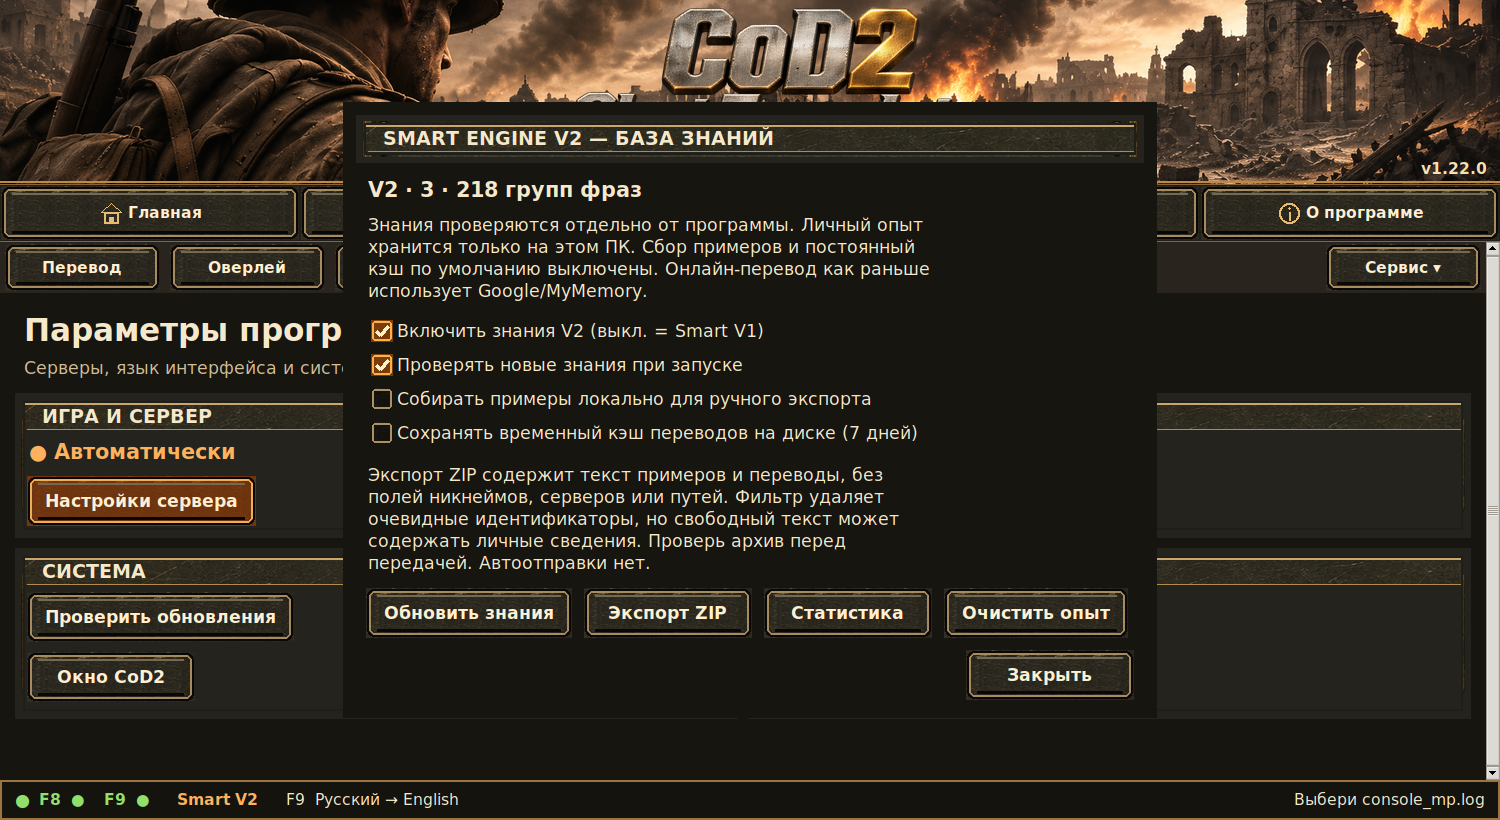 CoD2
v1.22.0
SMART ENGINE V2 — БАЗА ЗНАНИЙ
V2 · 3 · 218 групп фраз
Знания проверяются отдельно от программы. Личный опыт
хранится только на этом ПК. Сбор примеров и постоянный
кэш по умолчанию выключены. Онлайн-перевод как раньше
использует Google/MyMemory.
Включить знания V2 (выкл. = Smart V1)
Проверять новые знания при запуске
Собирать примеры локально для ручного экспорта
Сохранять временный кэш переводов на диске (7 дней)
Экспорт ZIP содержит текст примеров и переводы, без
полей никнеймов, серверов или путей. Фильтр удаляет
очевидные идентификаторы, но свободный текст может
содержать личные сведения. Проверь архив перед
передачей. Автоотправки нет.
Обновить знания
Экспорт ZIP
Статистика
Очистить опыт
Закрыть
Главная
О программе
Перевод
Оверлей
Сервис ▾
Параметры прогр
Серверы, язык интерфейса и сист
ИГРА И СЕРВЕР
● Автоматически
Настройки сервера
СИСТЕМА
Проверить обновления
Окно CoD2
● F8 ● F9 ● Smart V2 F9 Русский → English
Выбери console_mp.log